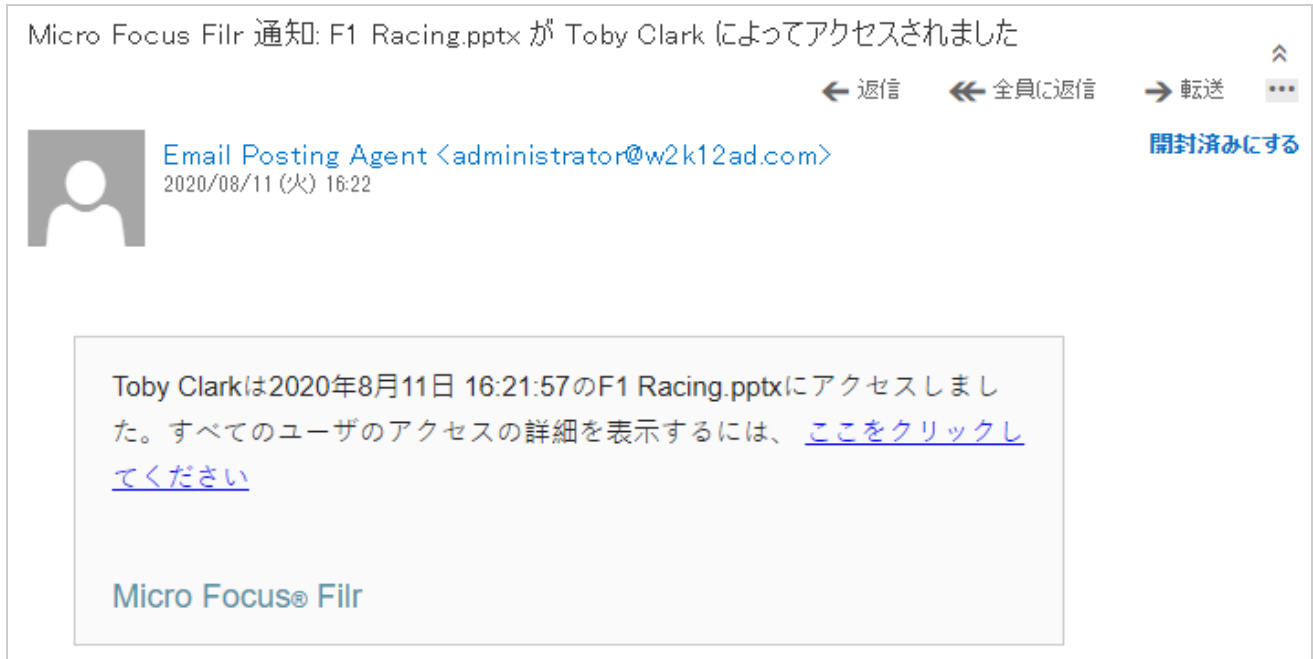 Micro Focus Filr 通知: F1 Racing.pptx が Toby Clark によってアクセスされました
返信 全員に返信 転送 ...
Email Posting Agent <administrator@w2k12ad.com>
開封済みにする
2020/08/11 (火) 16:22
Toby Clarkは2020年8月11日 16:21:57のF1 Racing.pptxにアクセスしまし
た。すべてのユーザのアクセスの詳細を表示するには、 ここをクリックし
てください
Micro Focus® Filr